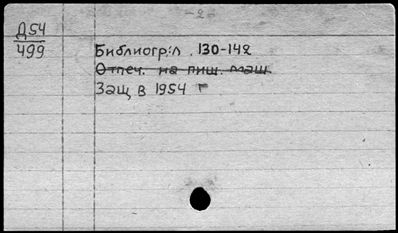 -2-
Д54
499
Библиогр: л. 130-142
Отпеч. на пиш. маш.
Защ в 1954 г